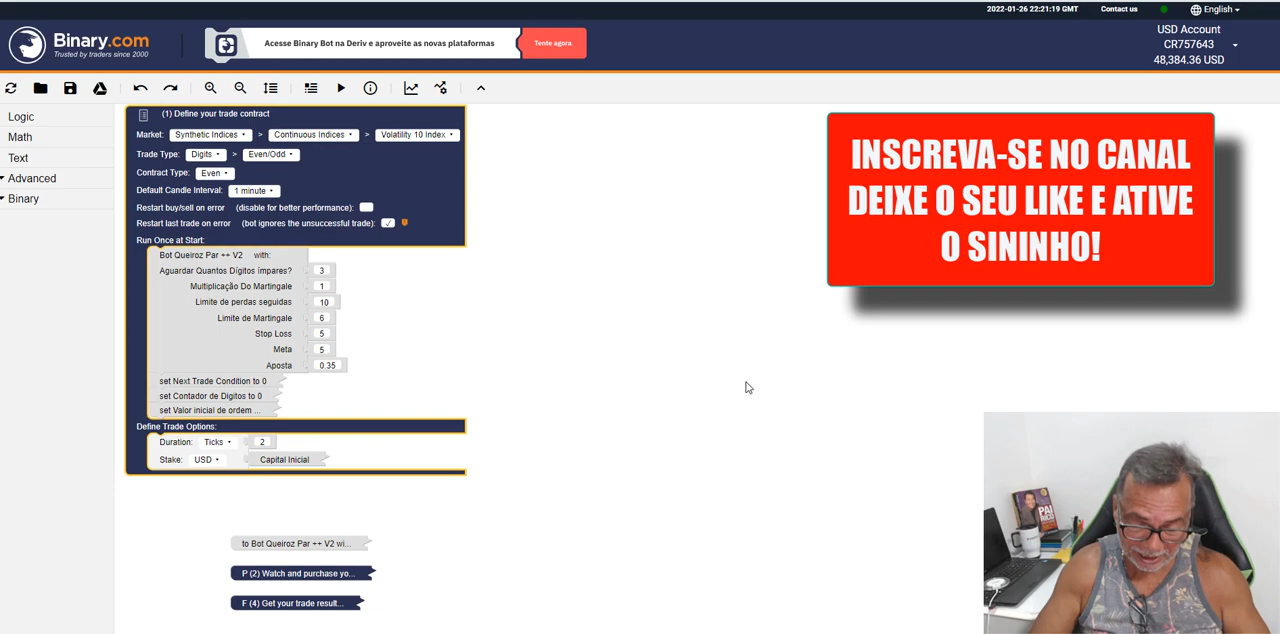 2022-01-26 22:21:19 GMT
Contact us
English
Binary.com
Trusted by traders since 2000
Acesse Binary Bot na Deriv e aproveite as novas plataformas
Tente agora
USD Account
CR757643
48,384.36 USD
Logic
Math
Text
Advanced
Binary
(1) Define your trade contract
Market: Synthetic Indices > Continuous Indices > Volatility 10 Index
Trade Type: Digits > Even/Odd
Contract Type: Even
Default Candle Interval: 1 minute
Restart buy/sell on error (disable for better performance):
Restart last trade on error (bot ignores the unsuccessful trade):
Run Once at Start:
Bot Queiroz Par ++ V2 with:
Aguardar Quantos Dígitos ímpares? 3
Multiplicação Do Martingale 1
Limite de perdas seguidas 10
Limite de Martingale 6
Stop Loss 5
Meta 5
Aposta 0.35
set Next Trade Condition to 0
set Contador de Digitos to 0
set Valor inicial de ordem ...
Define Trade Options:
Duration: Ticks 2
Stake: USD Capital Inicial
to Bot Queiroz Par ++ V2 wi...
P (2) Watch and purchase yo...
F (4) Get your trade result...
INSCREVA-SE NO CANAL
DEIXE O SEU LIKE E ATIVE
O SININHO!
PAI